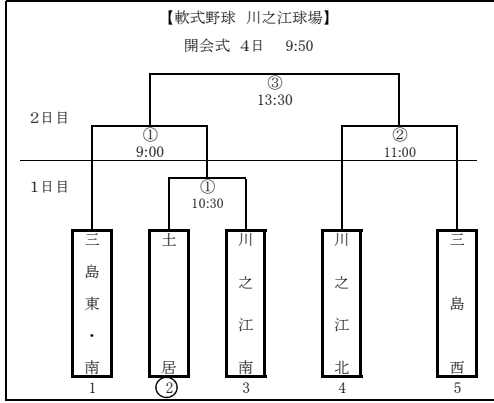 【軟式野球 川之江球場】
開会式 4日 9:50
③
13:30
2日目
①
9:00
②
11:00
1日目
①
10:30
三島東・南
土居
川之江南
川之江北
三島西
1
②
3
4
5